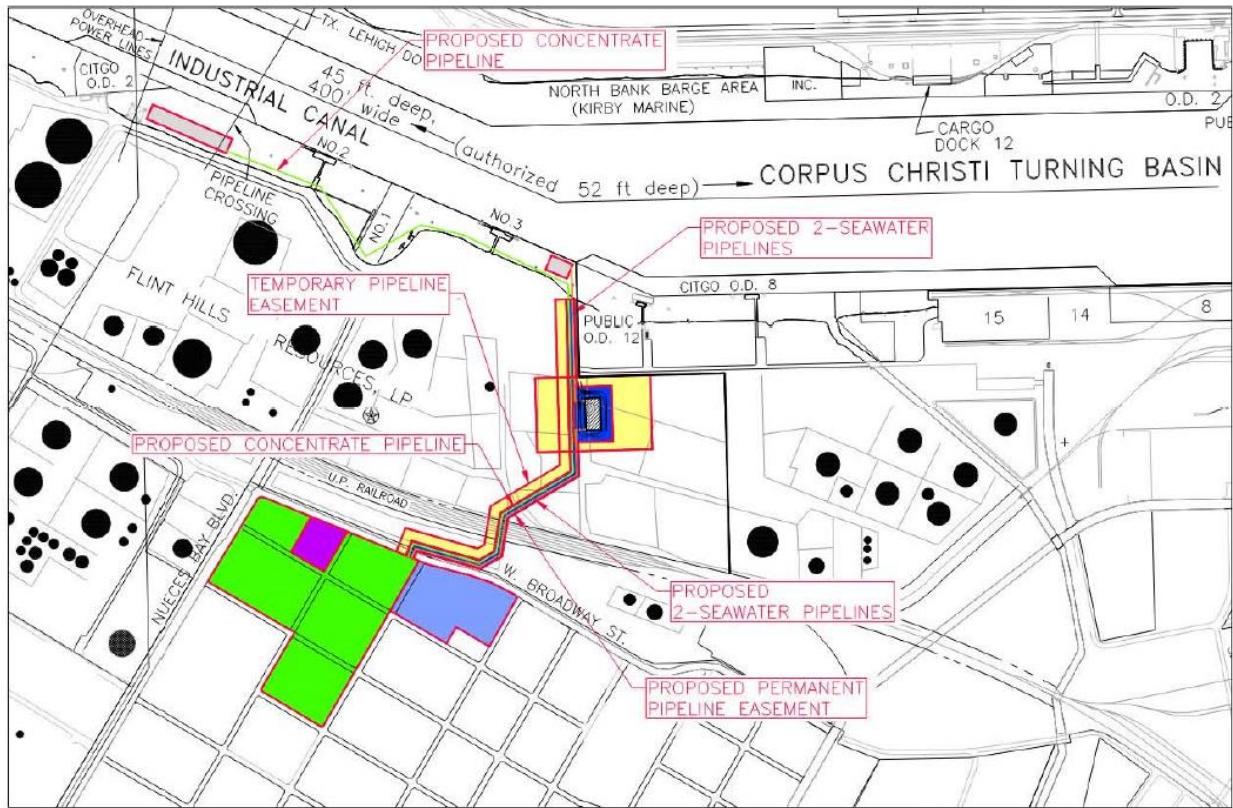 OVERHEAD
POWER LINES
TX. LEHIGH DO
PROPOSED CONCENTRATE
PIPELINE
CITGO
O.D. 2
INDUSTRIAL CANAL
45 ft. deep,
400' wide
(authorized 52 ft deep)
NORTH BANK BARGE AREA
(KIRBY MARINE)
INC.
O.D. 2
PUB
CARGO
DOCK 12
CORPUS CHRISTI TURNING BASIN
NO.2
PIPELINE
CROSSING
NO.1
NO.3
PROPOSED 2-SEAWATER
PIPELINES
TEMPORARY PIPELINE
EASEMENT
CITGO O.D. 8
PUBLIC
O.D. 12
15
14
8
FLINT HILLS
RESOURCES, LP
PROPOSED CONCENTRATE PIPELINE
U.P. RAILROAD
NUECES BAY BLVD.
W. BROADWAY ST.
PROPOSED
2-SEAWATER PIPELINES
PROPOSED PERMANENT
PIPELINE EASEMENT